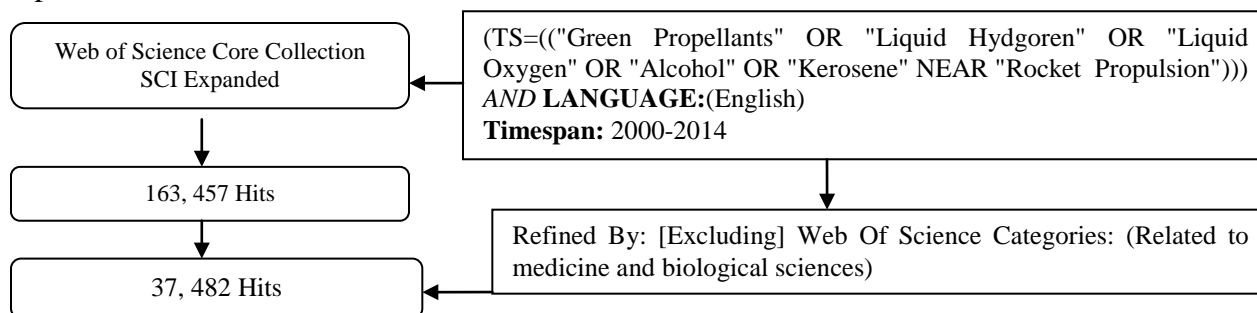 Web of Science Core Collection
SCI Expanded
(TS=(("Green Propellants" OR "Liquid Hydgoren" OR "Liquid
Oxygen" OR "Alcohol" OR "Kerosene" NEAR "Rocket Propulsion")))
AND LANGUAGE:(English)
Timespan: 2000-2014
163, 457 Hits
Refined By: [Excluding] Web Of Science Categories: (Related to
medicine and biological sciences)
37, 482 Hits